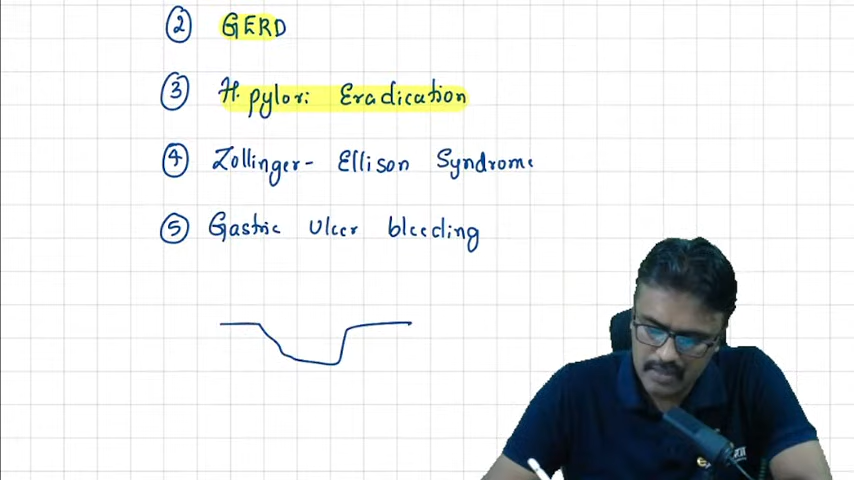 ② GERD
③ H. pylori Eradication
④ Zollinger- Ellison Syndrome
⑤ Gastric Ulcer bleeding